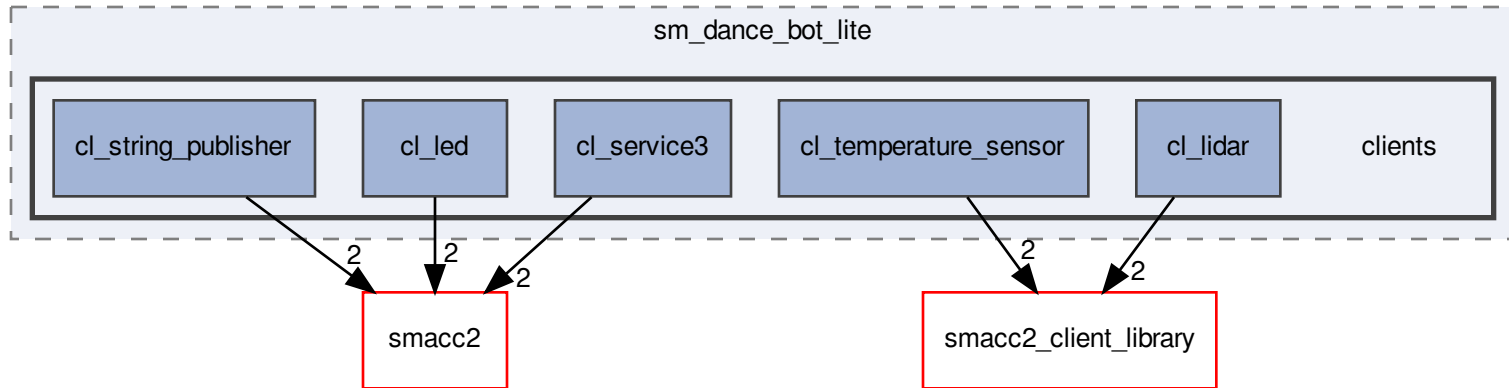 sm_dance_bot_lite
cl_string_publisher
cl_led
cl_service3
cl_temperature_sensor
cl_lidar
clients
2
2
2
2
2
smacc2
smacc2_client_library